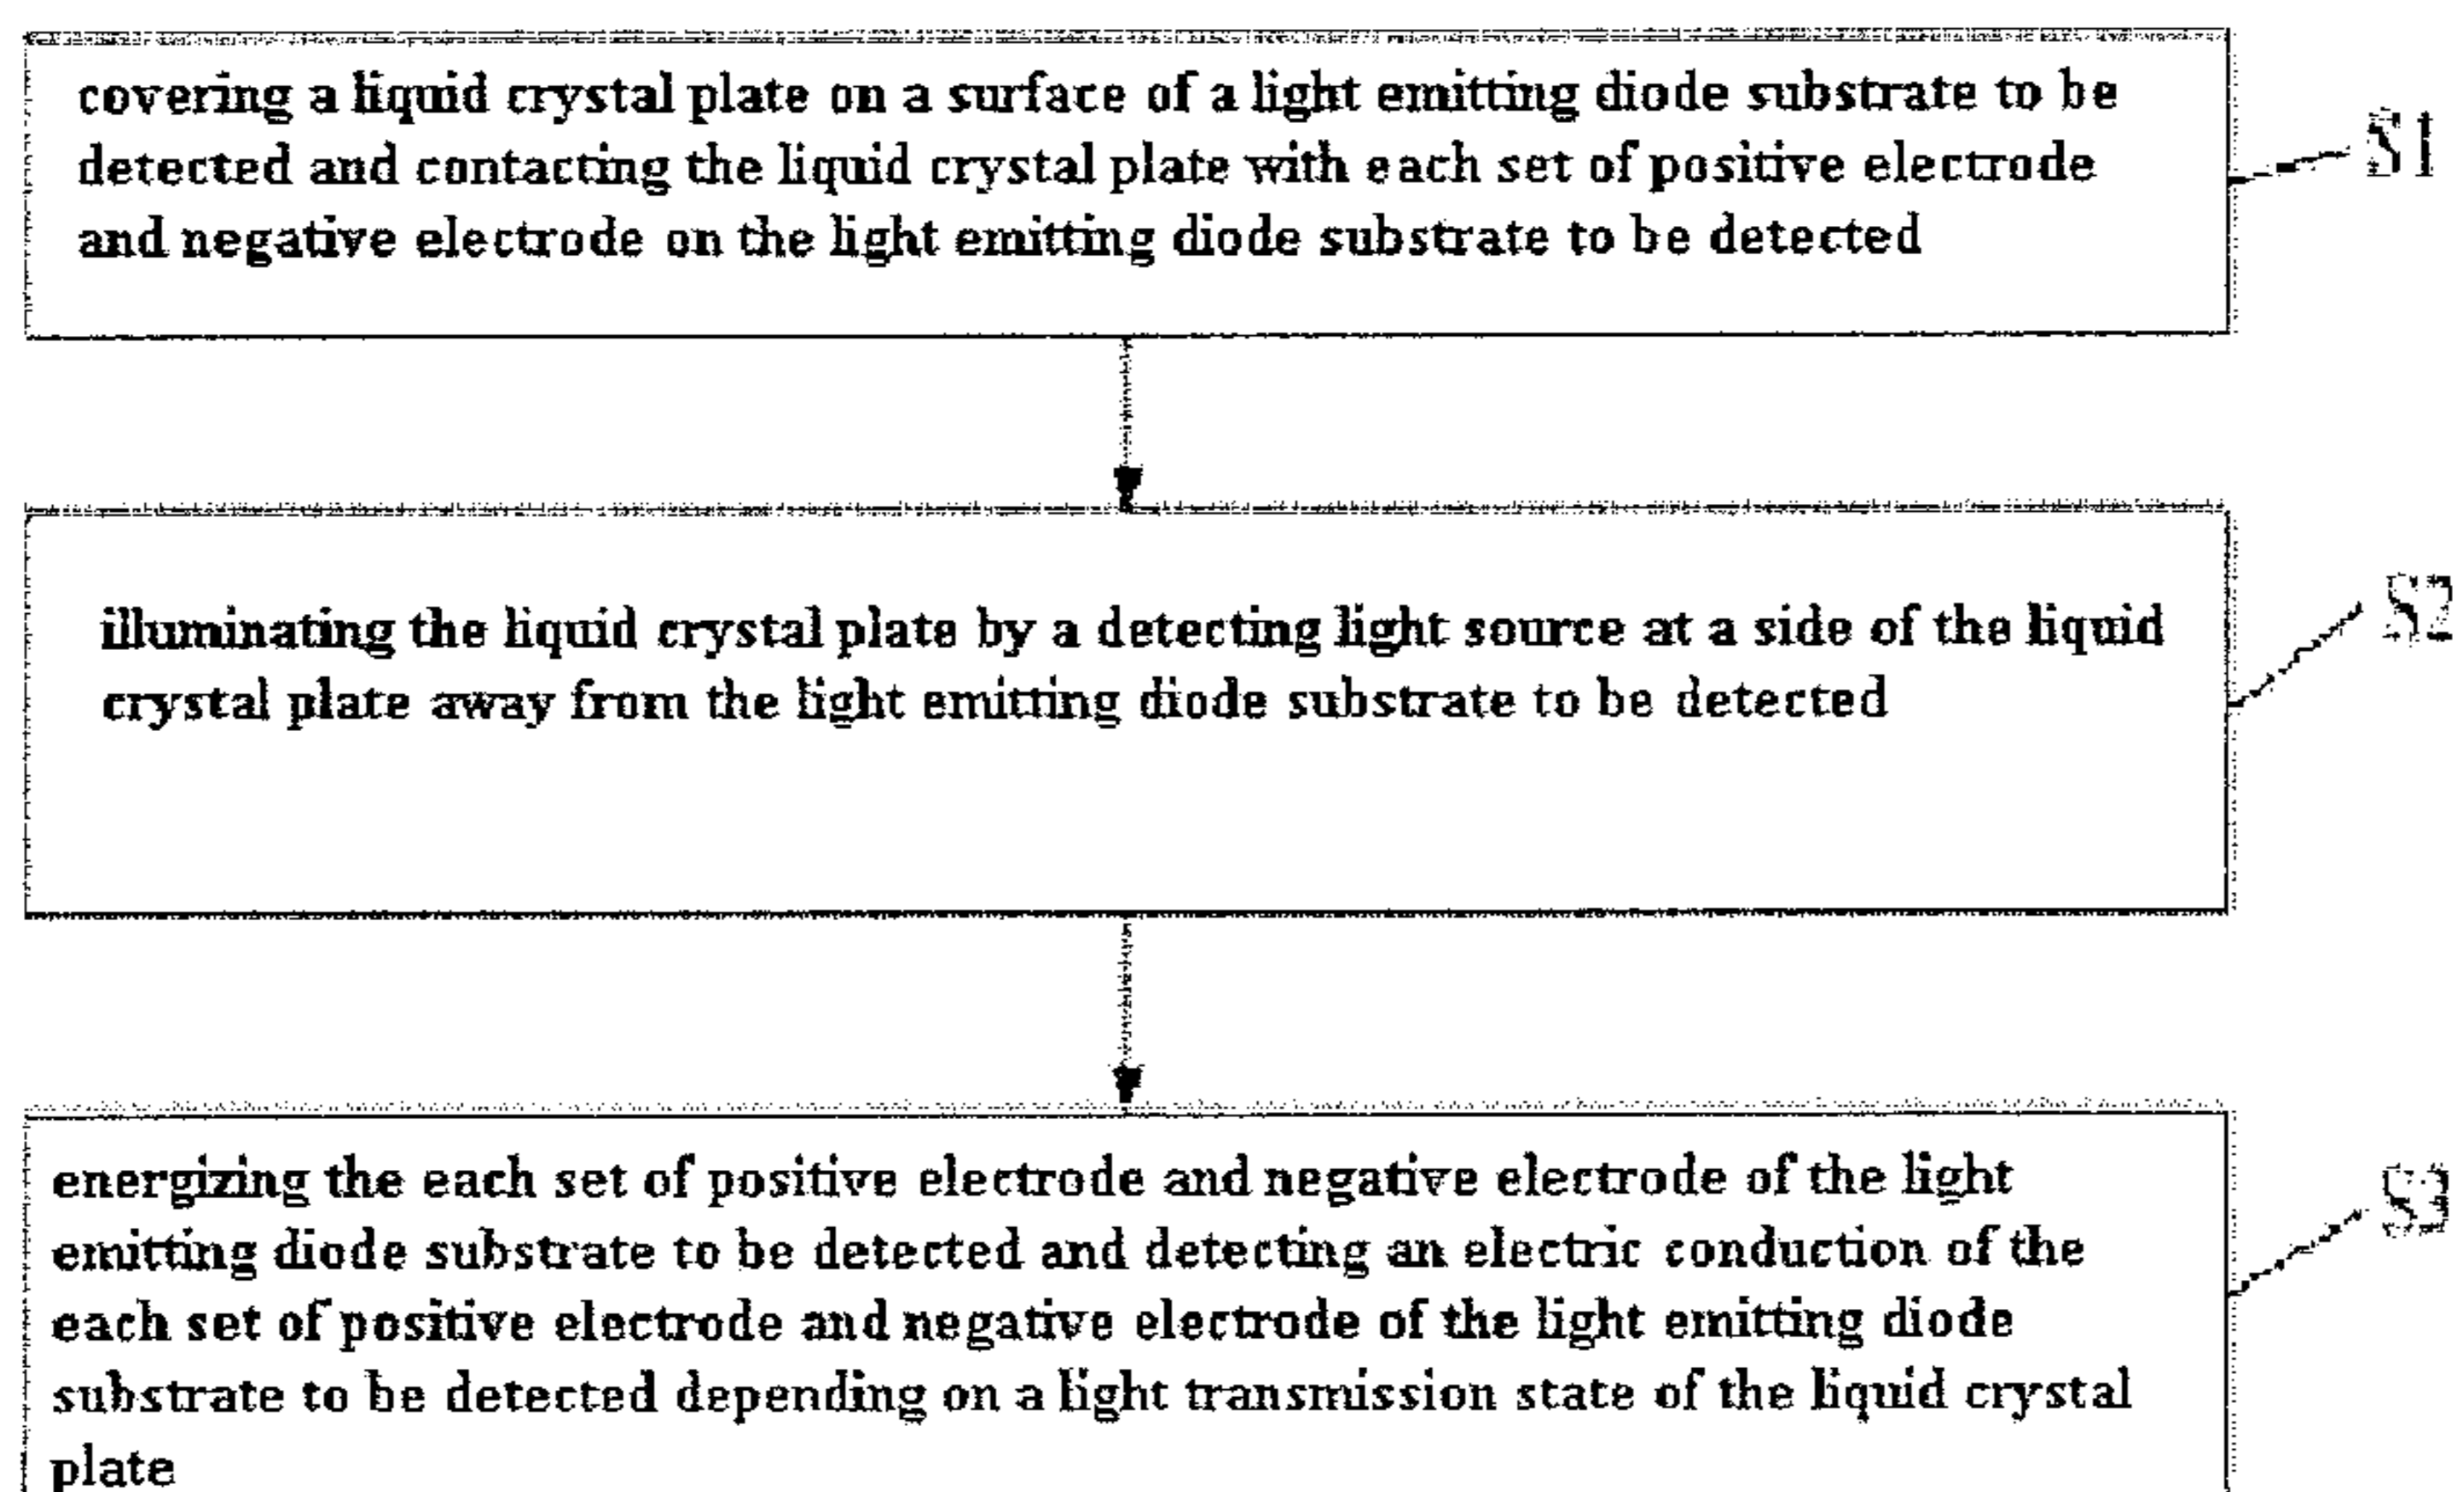 covering a liquid crystal plate on a surface of a light emitting diode substrate to be
detected and contacting the liquid crystal plate with each set of positive electrode
and negative electrode on the light emitting diode substrate to be detected
S1
illuminating the liquid crystal plate by a detecting light source at a side of the liquid
crystal plate away from the light emitting diode substrate to be detected
S2
energizing the each set of positive electrode and negative electrode of the light
emitting diode substrate to be detected and detecting an electric conduction of the
each set of positive electrode and negative electrode of the light emitting diode
substrate to be detected depending on a light transmission state of the liquid crystal
plate
S3